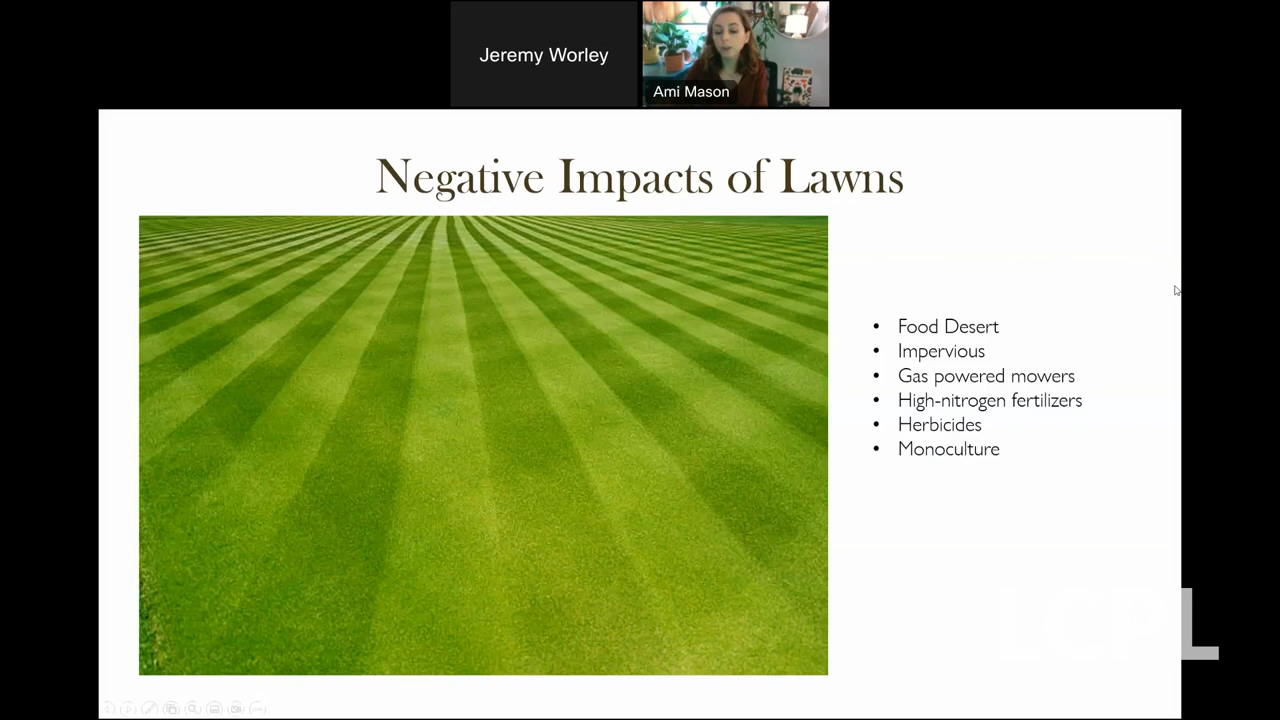 Jeremy Worley
Ami Mason
Negative Impacts of Lawns
• Food Desert
• Impervious
• Gas powered mowers
• High-nitrogen fertilizers
• Herbicides
• Monoculture
LCPL